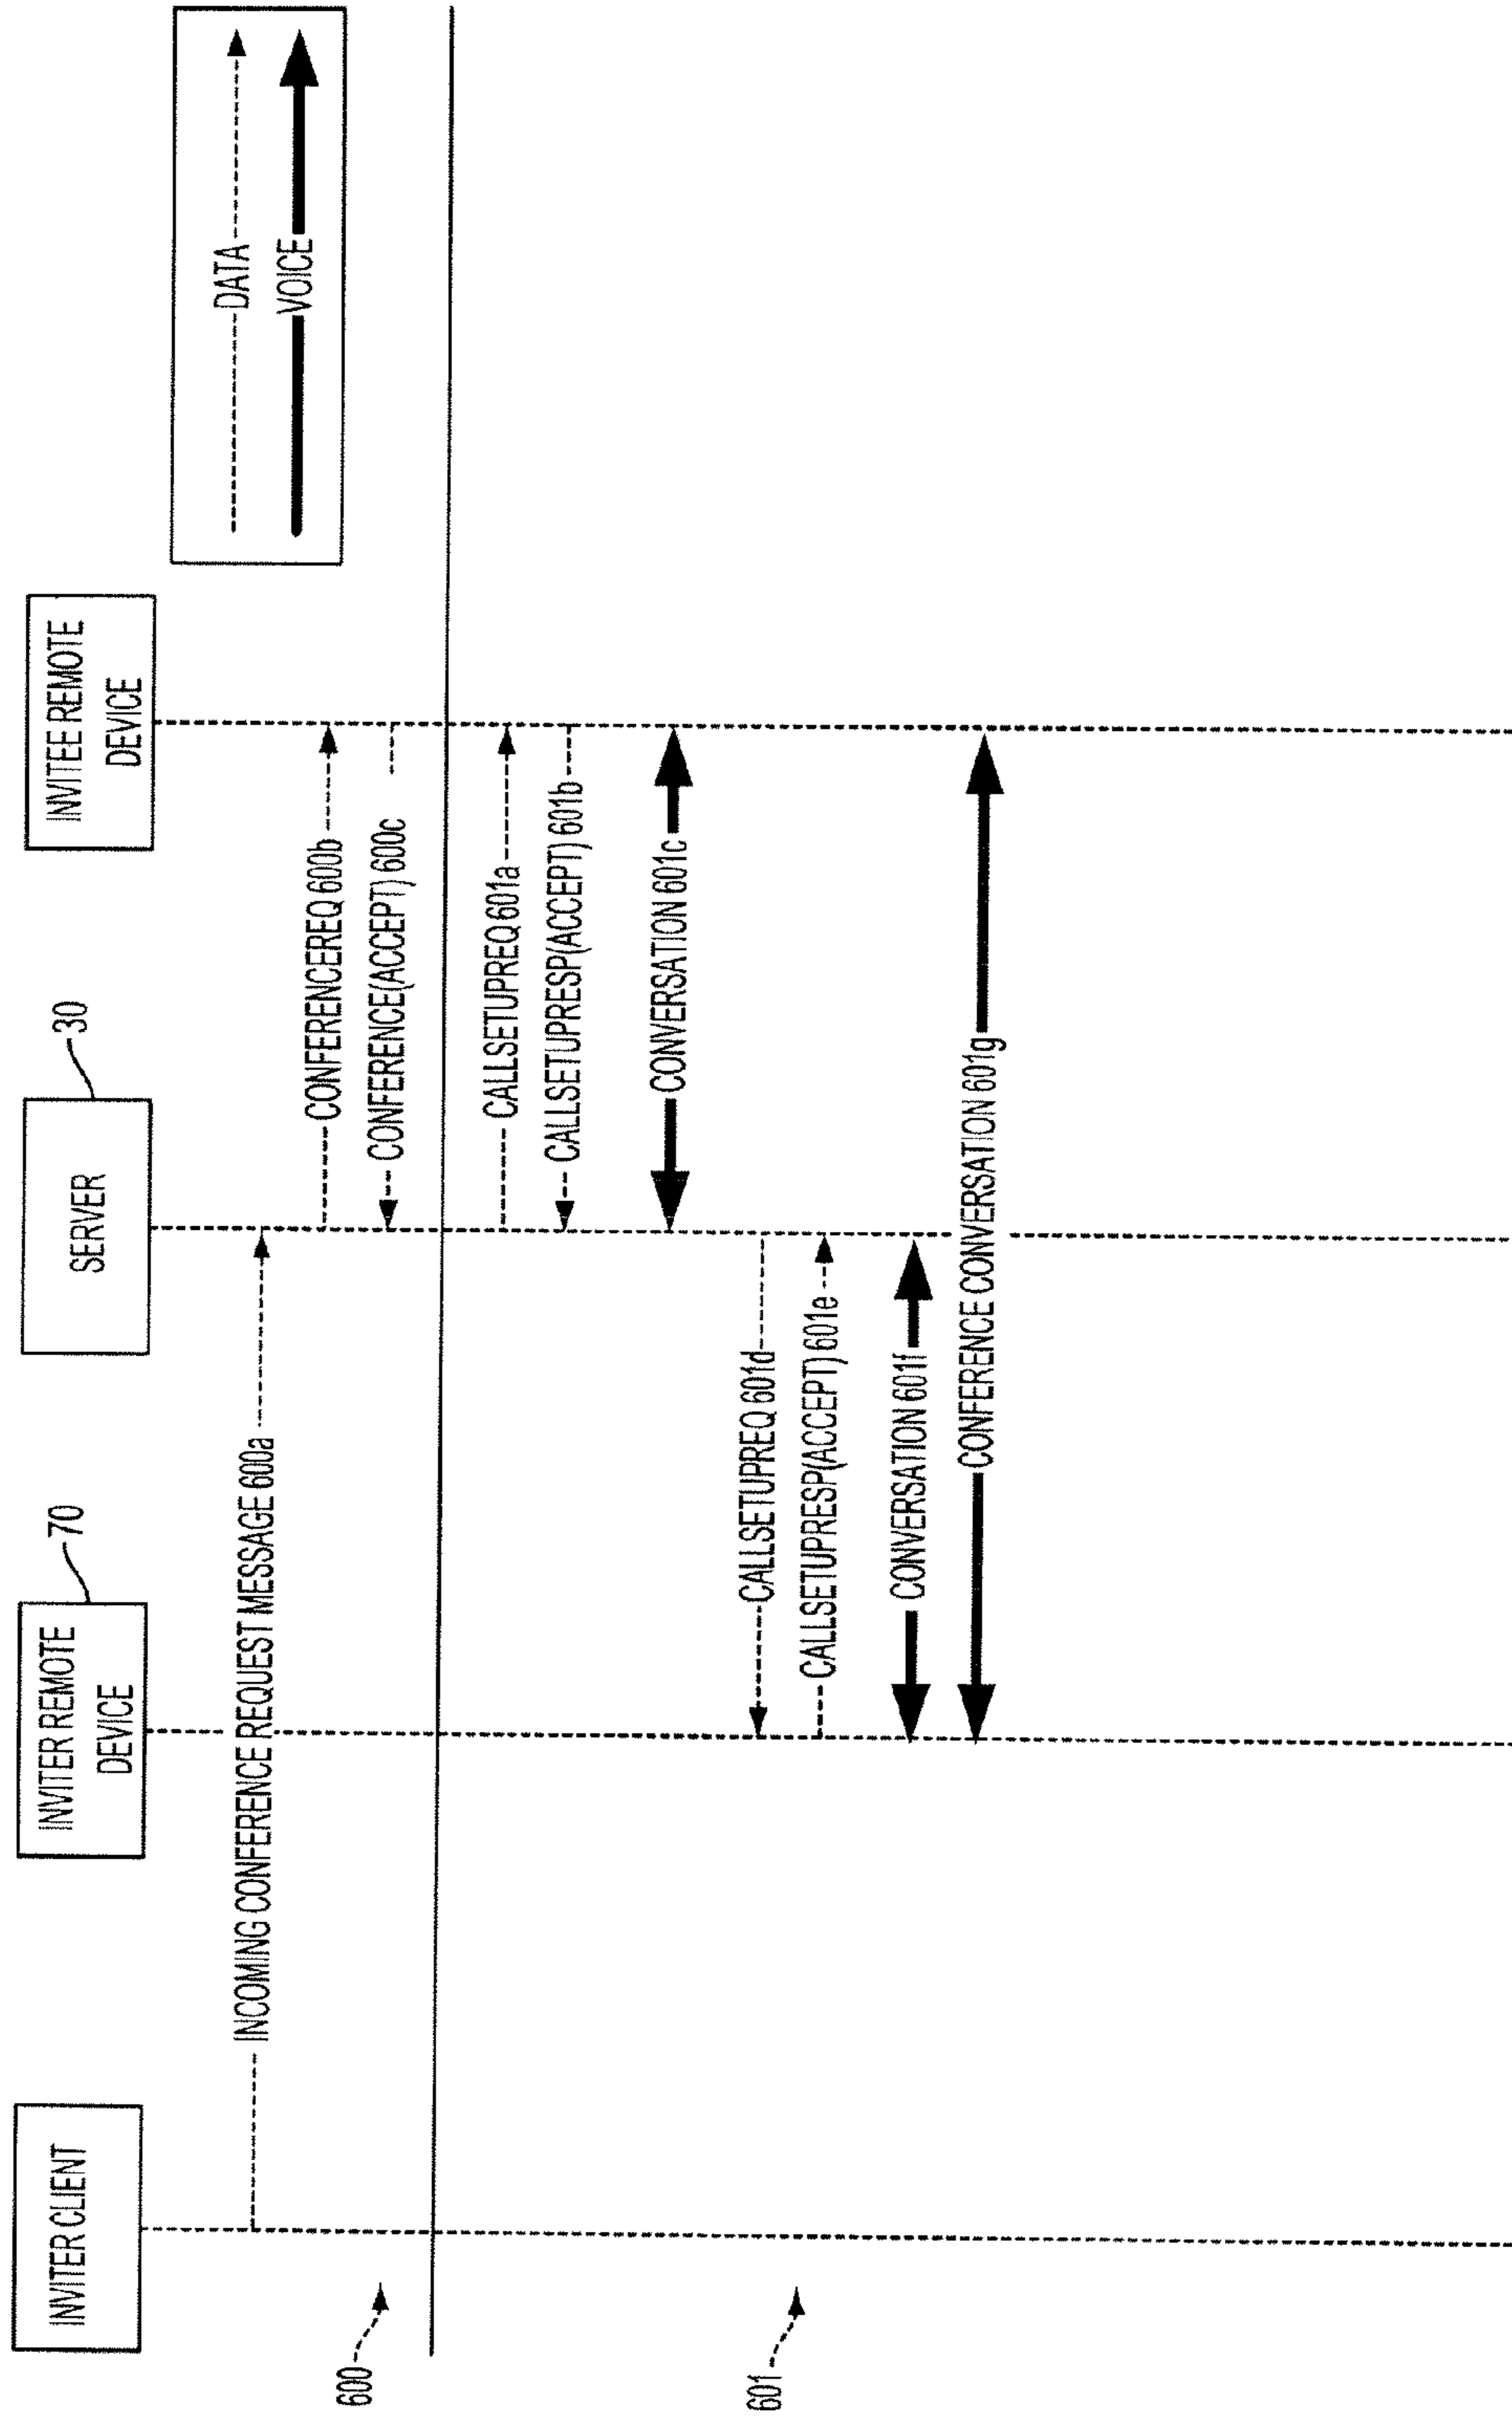 INVITER CLIENT
INVITER REMOTE
DEVICE
70
SERVER
30
INVITEE REMOTE
DEVICE
DATA
VOICE
600
INCOMING CONFERENCE REQUEST MESSAGE 600a
CONFERENCEREQ 600b
CONFERENCE(ACCEPT) 600c
601
CALLSETUPREQ 601a
CALLSETUPRESP(ACCEPT) 601b
CONVERSATION 601c
CALLSETUPREQ 601d
CALLSETUPRESP(ACCEPT) 601e
CONVERSATION 601f
CONFERENCE CONVERSATION 601g